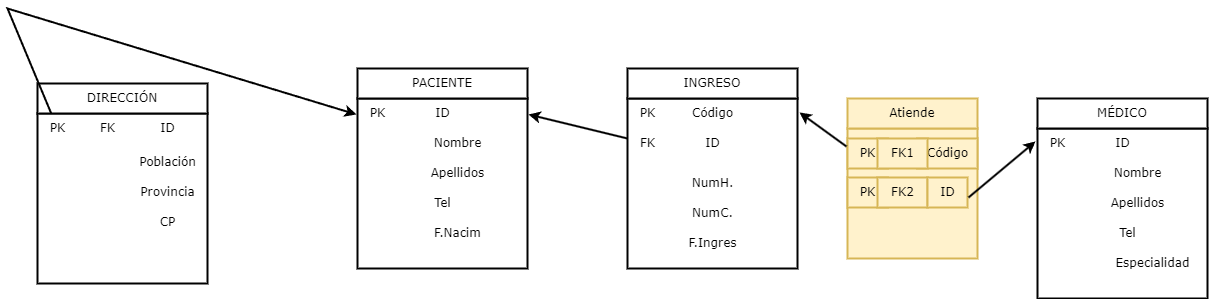 DIRECCIÓN
PK FK ID
Población
Provincia
CP
PACIENTE
PK ID
Nombre
Apellidos
Tel
F.Nacim
INGRESO
PK Código
FK ID
NumH.
NumC.
F.Ingres
Atiende
PK FK1 Código
PK FK2 ID
MÉDICO
PK ID
Nombre
Apellidos
Tel
Especialidad